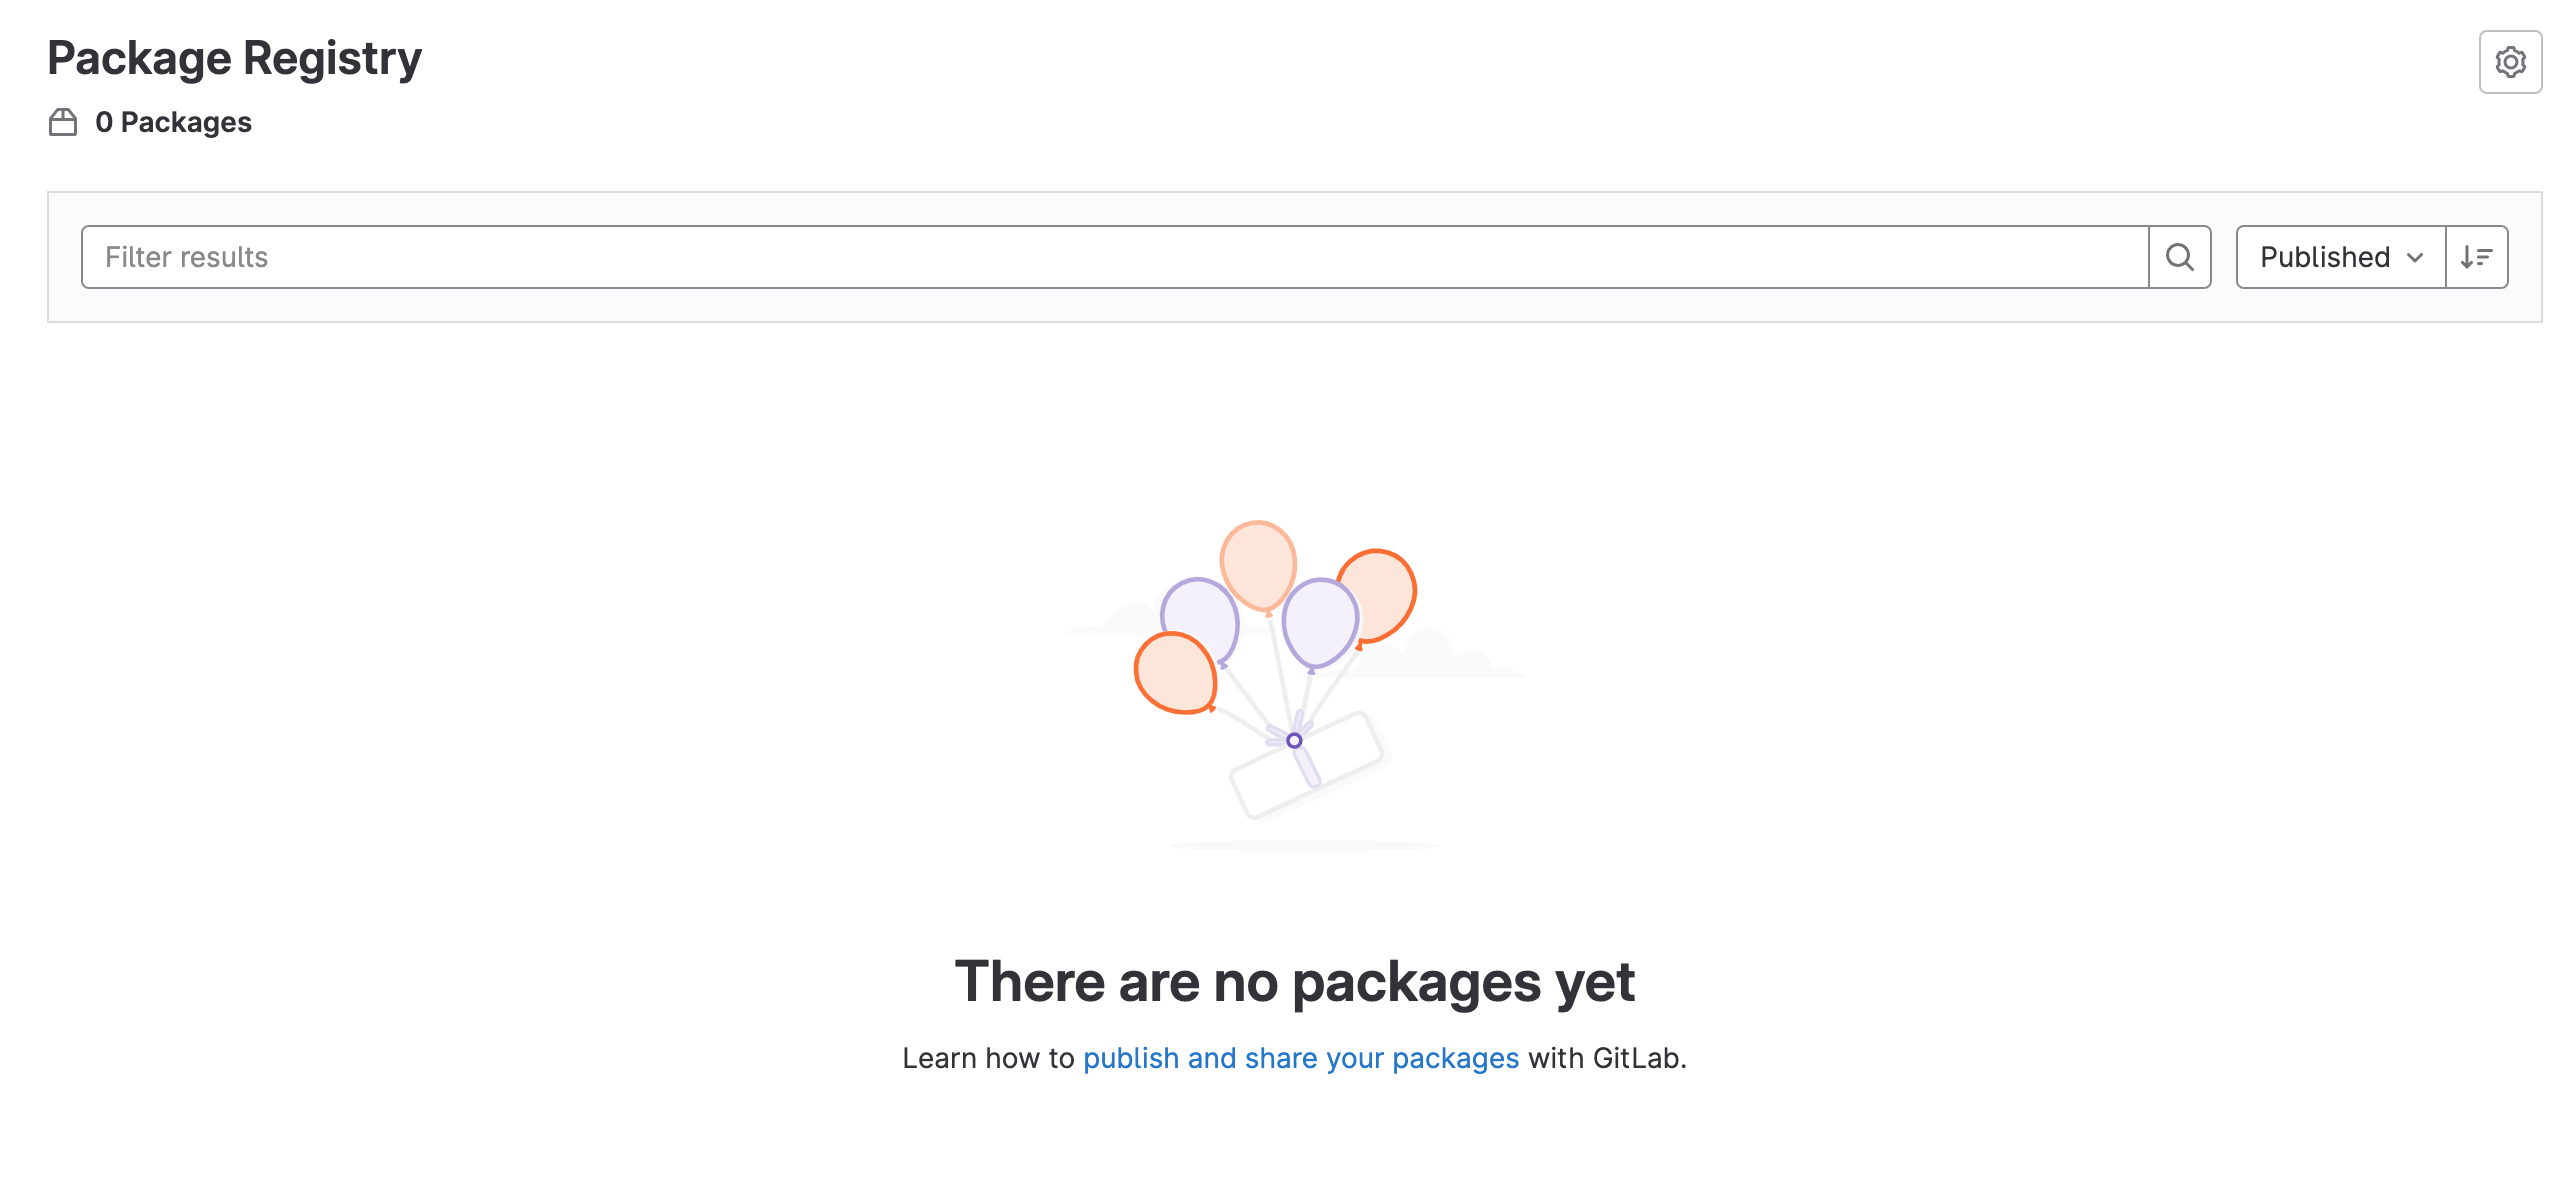 Package Registry
0 Packages
Filter results
Published
There are no packages yet
Learn how to publish and share your packages with GitLab.